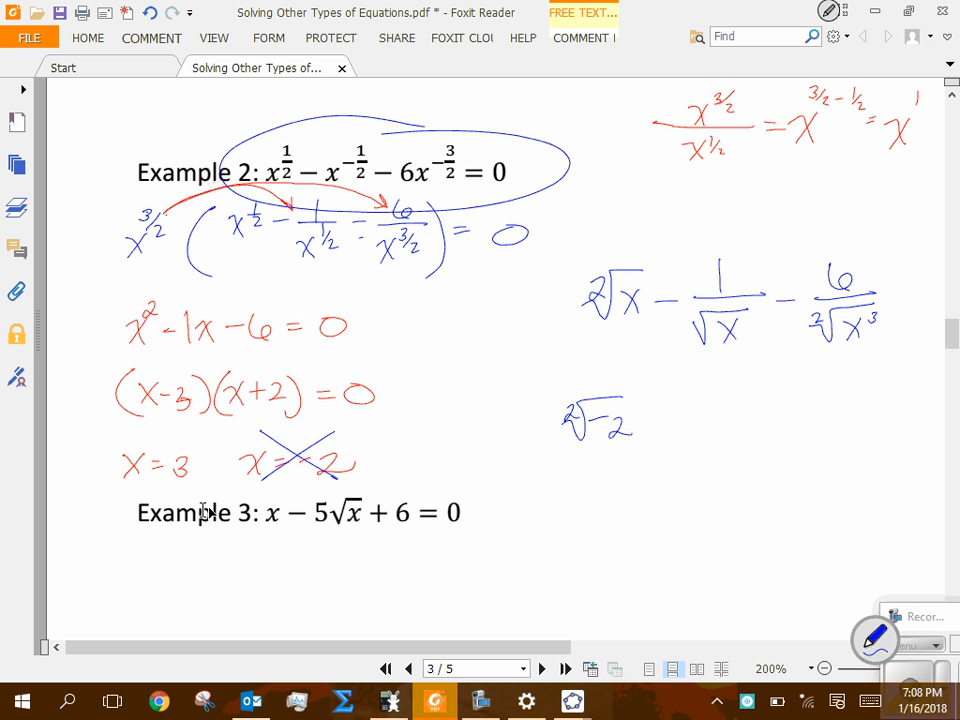 Solving Other Types of Equations.pdf * - Foxit Reader
FREE TEXT...
FILE HOME COMMENT VIEW FORM PROTECT SHARE FOXIT CLOU HELP COMMENT
Find
Start
Solving Other Types of...
x^{3/2} / x^{1/2} = x^{3/2 - 1/2} = x^1
Example 2: x^{1/2} − x^{−1/2} − 6x^{−3/2} = 0
x^{3/2} ( x^{1/2} - 1/x^{1/2} - 6/x^{3/2} ) = 0
²√x - 1/√x - 6/²√x³
x² - 1x - 6 = 0
(x-3)(x+2) = 0
²√-2
x = 3 x = -2
Example 3: x − 5√x + 6 = 0
Recor...
3 / 5
200%
7:08 PM
1/16/2018